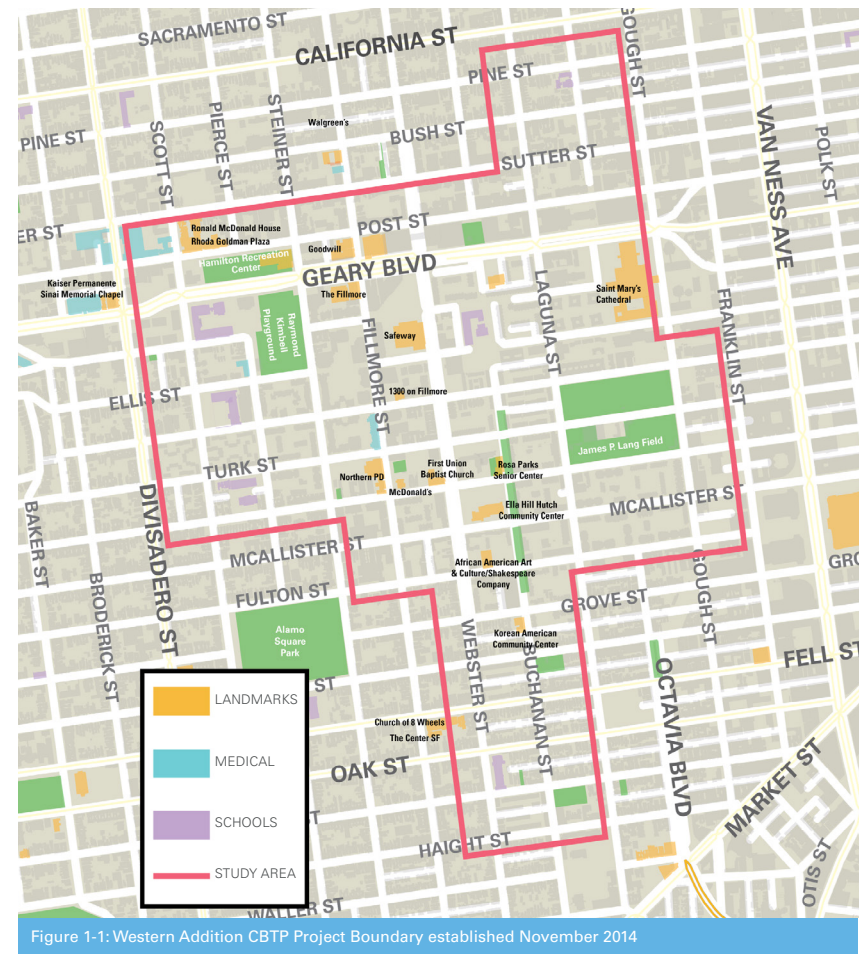 SACRAMENTO ST
CALIFORNIA ST
GOUGH ST
PINE ST
PINE ST
SCOTT ST
PIERCE ST
STEINER ST
Walgreen's
BUSH ST
SUTTER ST
VAN NESS AVE
POLK ST
ER ST
Ronald McDonald House
Rhoda Goldman Plaza
POST ST
Hamilton Recreation
Center
Goodwill
GEARY BLVD
Kaiser Permanente
Sinai Memorial Chapel
The Fillmore
Saint Mary's
Cathedral
LAGUNA ST
FRANKLIN ST
Raymond
Kimbell
Playground
FILLMORE ST
Safeway
ELLIS ST
1300 on Fillmore
James P. Lang Field
TURK ST
Northern PD
McDonald's
First Union
Baptist Church
Rosa Parks
Senior Center
MCALLISTER ST
Ella Hill Hutch
Community Center
BAKER ST
DIVISADERO ST
MCALLISTER ST
BRODERICK ST
FULTON ST
African American Art
& Culture/Shakespeare
Company
GROVE ST
GOUGH ST
GRO
Alamo
Square
Park
WEBSTER ST
Korean American
Community Center
BUCHANAN ST
OCTAVIA BLVD
FELL ST
ST
Church of 8 Wheels
The Center SF
OAK ST
MARKET ST
ST
HAIGHT ST
OTIS ST
WALLER ST
LANDMARKS
MEDICAL
SCHOOLS
STUDY AREA
Figure 1-1: Western Addition CBTP Project Boundary established November 2014